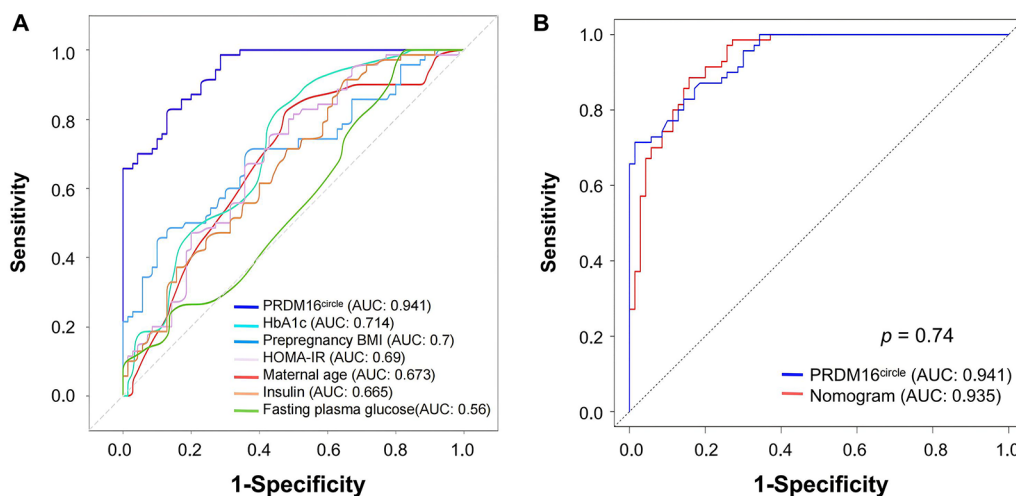 A
1.0
0.8
0.6
0.4
0.2
0.0
Sensitivity
PRDM16circle (AUC: 0.941)
HbA1c (AUC: 0.714)
Prepregnancy BMI (AUC: 0.7)
HOMA-IR (AUC: 0.69)
Maternal age (AUC: 0.673)
Insulin (AUC: 0.665)
Fasting plasma glucose(AUC: 0.56)
0.0 0.2 0.4 0.6 0.8 1.0
1-Specificity
B
1.0
0.8
0.6
0.4
0.2
0.0
Sensitivity
p = 0.74
PRDM16circle (AUC: 0.941)
Nomogram (AUC: 0.935)
0.0 0.2 0.4 0.6 0.8 1.0
1-Specificity